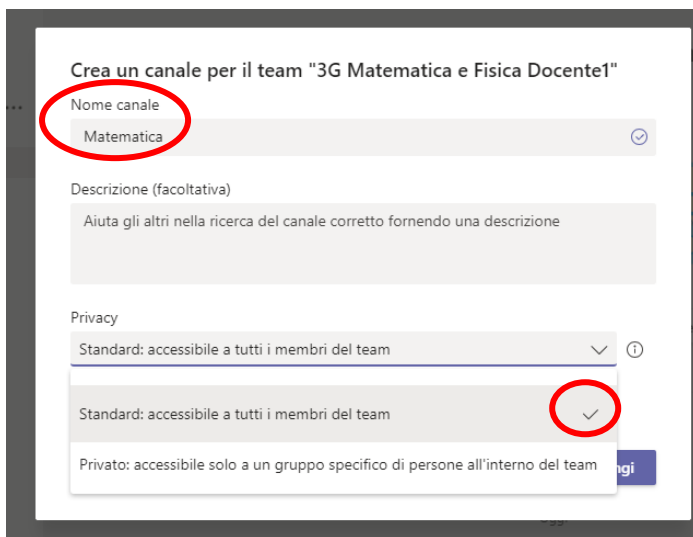 Crea un canale per il team "3G Matematica e Fisica Docente1"
Nome canale
Matematica
Descrizione (facoltativa)
Aiuta gli altri nella ricerca del canale corretto fornendo una descrizione
Privacy
Standard: accessibile a tutti i membri del team
Standard: accessibile a tutti i membri del team
Privato: accessibile solo a un gruppo specifico di persone all'interno del team
ngi